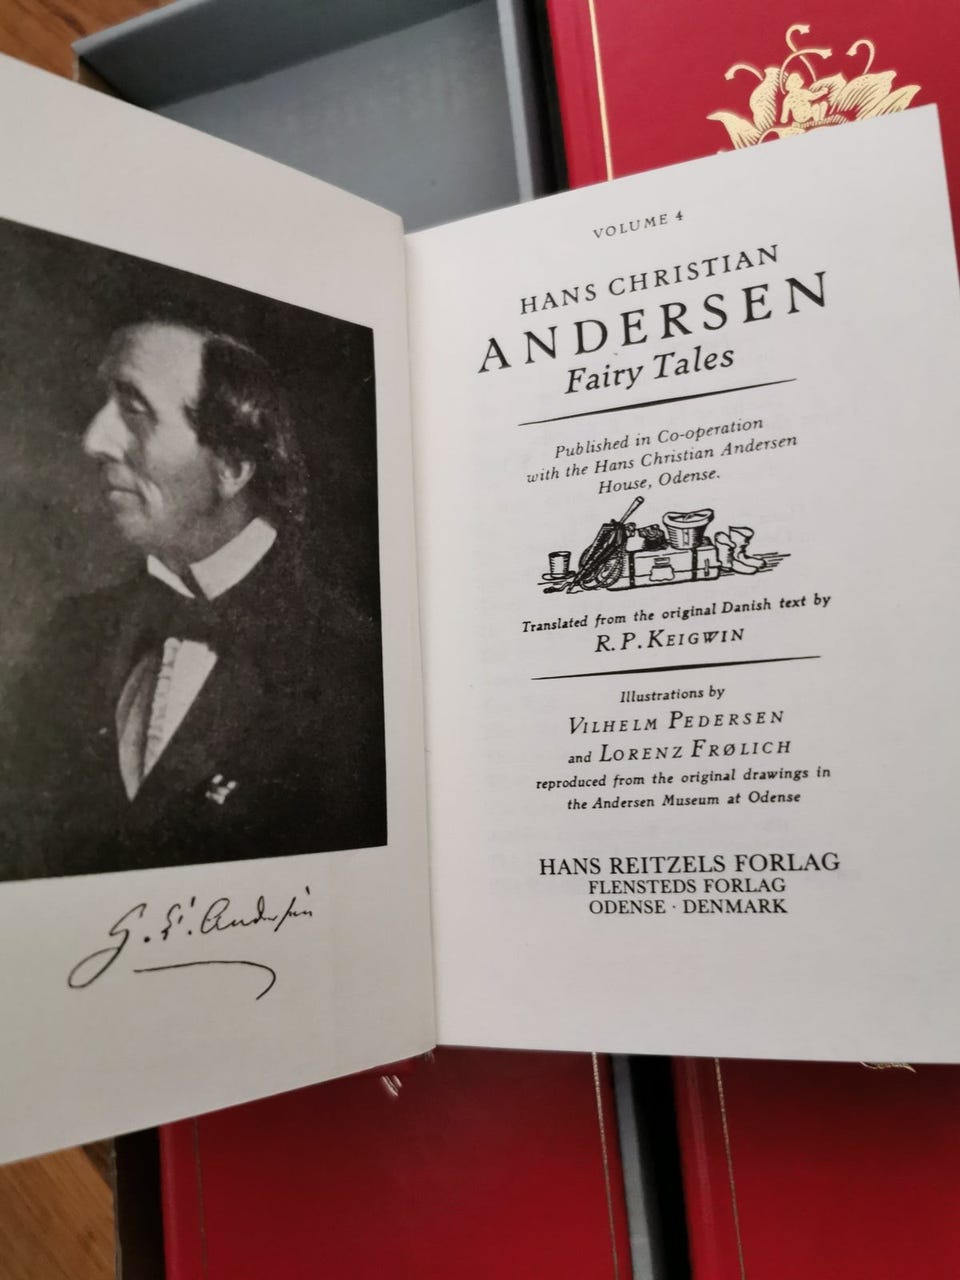 H. C. Andersen
VOLUME 4
HANS CHRISTIAN
ANDERSEN
Fairy Tales
Published in Co-operation
with the Hans Christian Andersen
House, Odense.
Translated from the original Danish text by
R. P. KEIGWIN
Illustrations by
VILHELM PEDERSEN
and LORENZ FRØLICH
reproduced from the original drawings in
the Andersen Museum at Odense
HANS REITZELS FORLAG
FLENSTEDS FORLAG
ODENSE · DENMARK